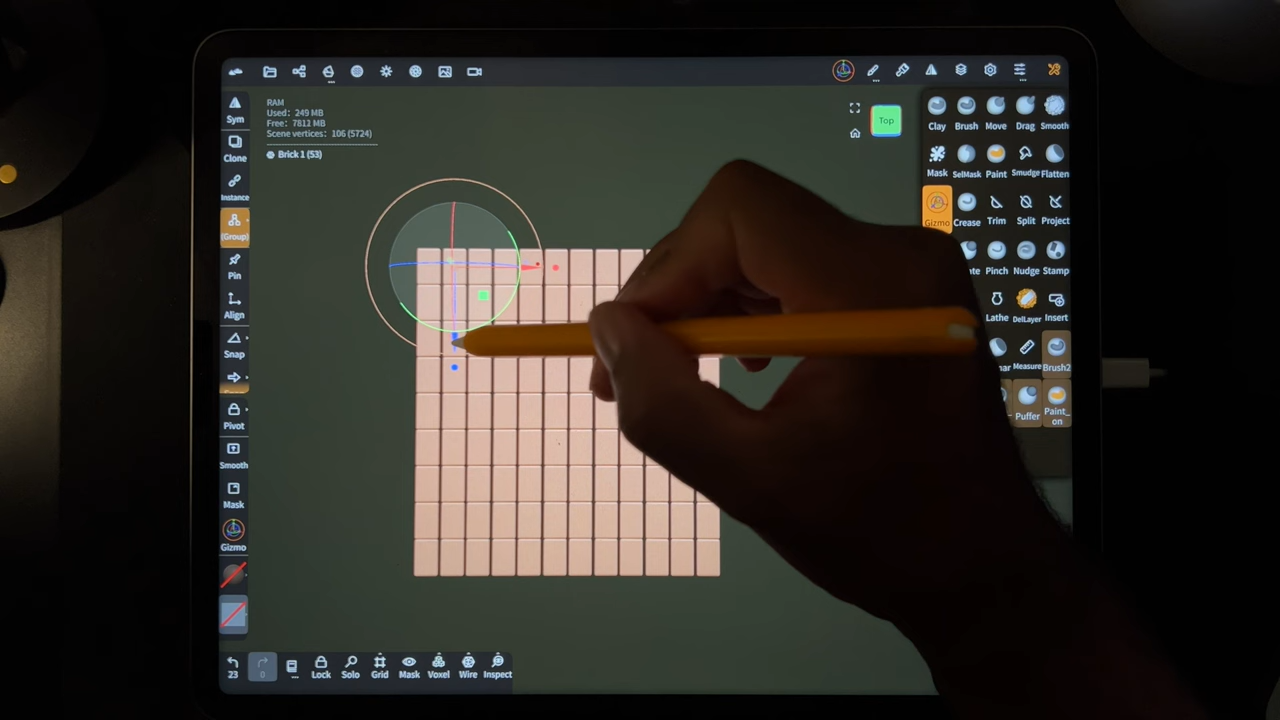 RAM
Used: 249 MB
Free: 7812 MB
Scene vertices: 106 (5724)
Brick 1 (53)
Top
Sym
Clone
Instance
(Group)
Pin
Align
Snap
Pivot
Smooth
Mask
Gizmo
Clay Brush Move Drag Smooth
Mask SelMask Paint Smudge Flatten
Gizmo Crease Trim Split Project
Pinch Nudge Stamp
Lathe DelLayer Insert
Measure Brush2
Puffer Paint_
on
23 0 Lock Solo Grid Mask Voxel Wire Inspect